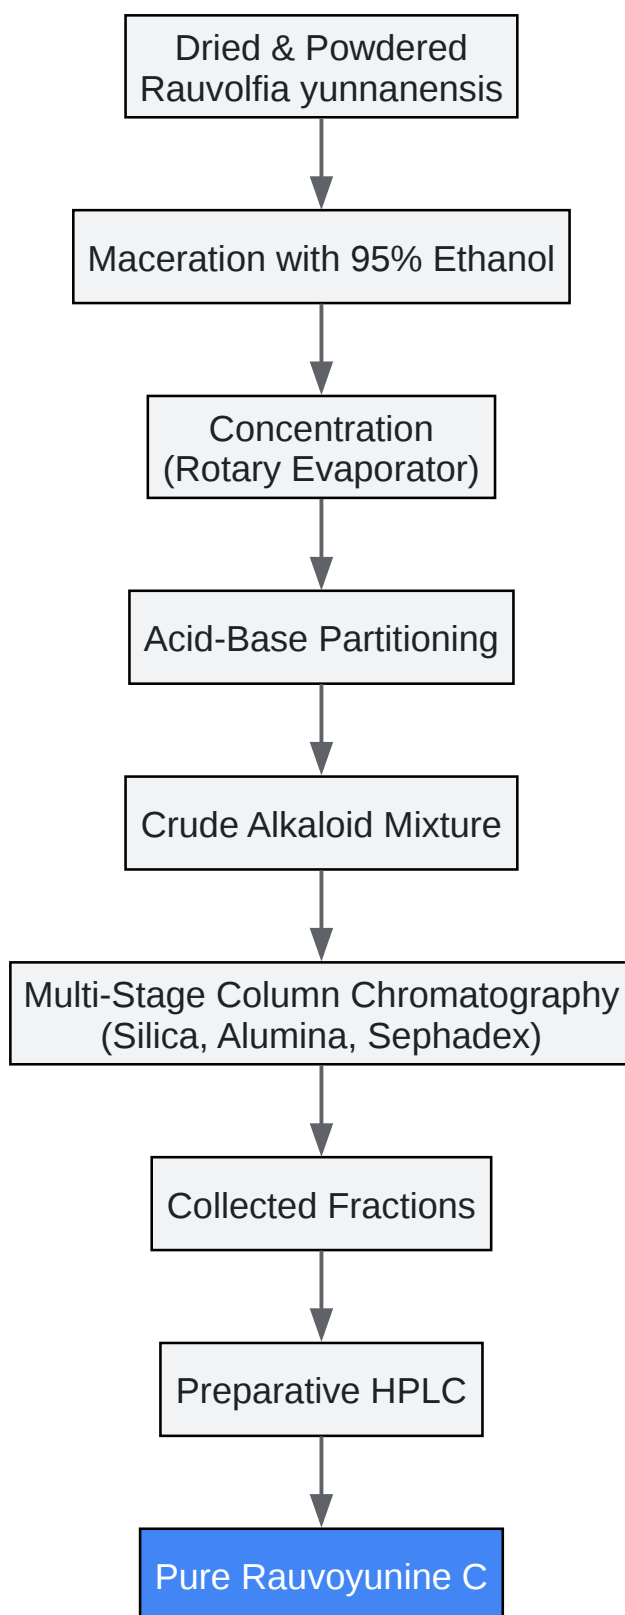 Dried & Powdered
Rauvolfia yunnanensis
Maceration with 95% Ethanol
Concentration
(Rotary Evaporator)
Acid-Base Partitioning
Crude Alkaloid Mixture
Multi-Stage Column Chromatography
(Silica, Alumina, Sephadex)
Collected Fractions
Preparative HPLC
Pure Rauvoyunine C